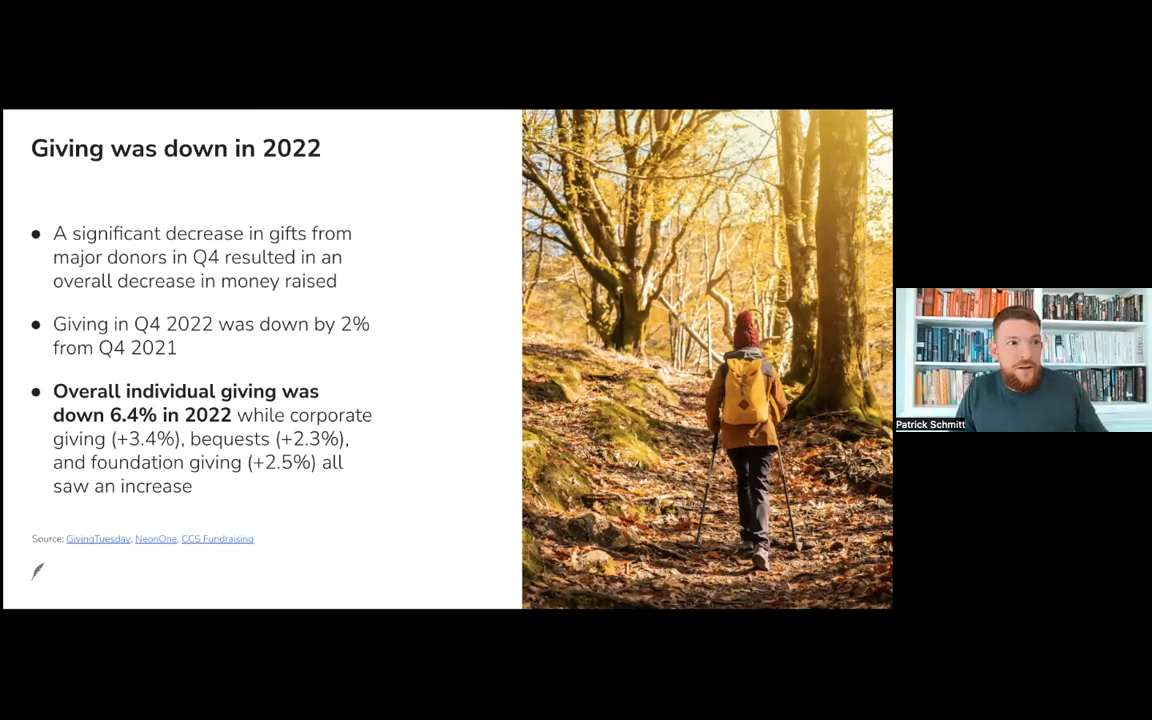 Giving was down in 2022
● A significant decrease in gifts from
major donors in Q4 resulted in an
overall decrease in money raised
● Giving in Q4 2022 was down by 2%
from Q4 2021
● Overall individual giving was
down 6.4% in 2022 while corporate
giving (+3.4%), bequests (+2.3%),
and foundation giving (+2.5%) all
saw an increase
Source: GivingTuesday, NeonOne, CCS Fundraising
Patrick Schmitt